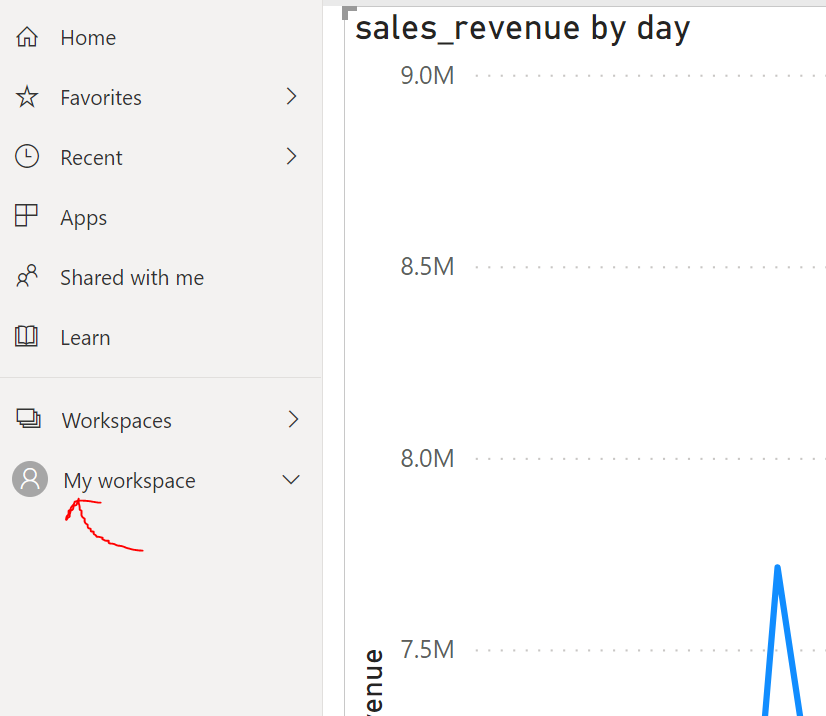 Home
Favorites
Recent
Apps
Shared with me
Learn
Workspaces
My workspace
sales_revenue by day
9.0M
8.5M
8.0M
7.5M
venue